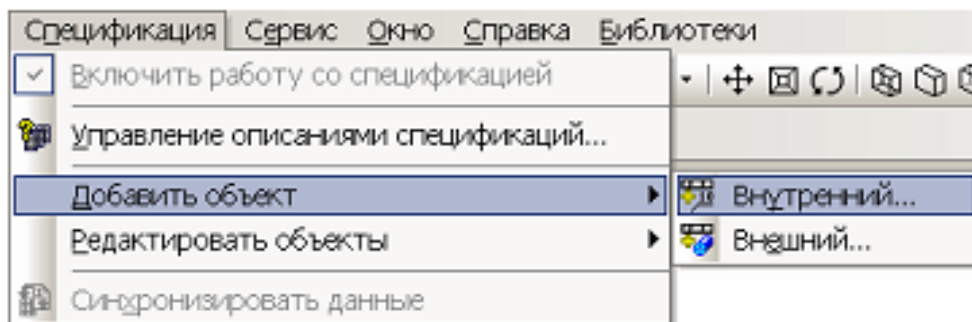 Спецификация Сервис Окно Справка Библиотеки
Включить работу со спецификацией
Управление описаниями спецификаций...
Добавить объект
Внутренний...
Редактировать объекты
Внешний...
Синхронизировать данные